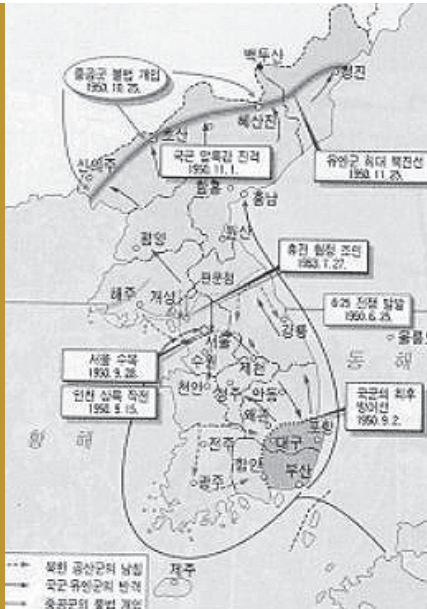 백두산
중공군 불법 개입
1950.10.25.
청진
혜산진
초산
신의주
국군 압록강 진격
1950.11.1.
유엔군 최대 북진선
1950.11.25.
함흥
흥남
평양
원산
휴전 협정 조인
1953.7.27.
판문점
해주
개성
6·25 전쟁 발발
1950.6.25.
강릉
울릉도
서울
서울 수복
1950.9.28.
수원
제천
동해
인천 상륙 작전
1950.9.15.
천안
상주
안동
국군의 최후
방어선
1950.9.2.
왜관
포항
황해
전주
대구
함안
부산
광주
북한 공산군의 남침
국군·유엔군의 반격
중공군의 불법 개입
제주